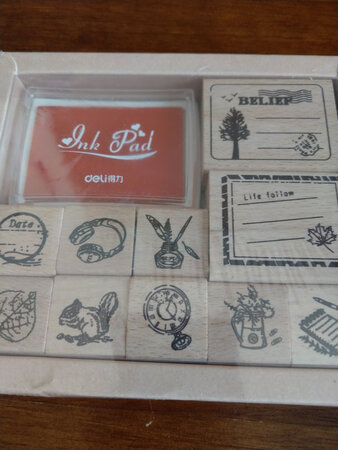 Ink Pad
deli得力
BELIEF
Life follow
Date